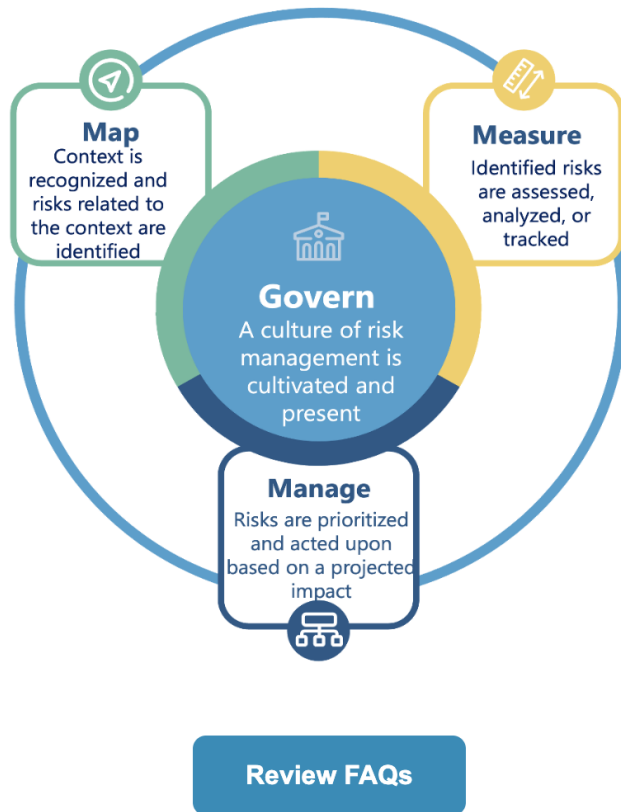 Map
Context is
recognized and
risks related to
the context are
identified
Measure
Identified risks
are assessed,
analyzed, or
tracked
Govern
A culture of risk
management is
cultivated and
present
Manage
Risks are prioritized
and acted upon
based on a projected
impact
Review FAQs